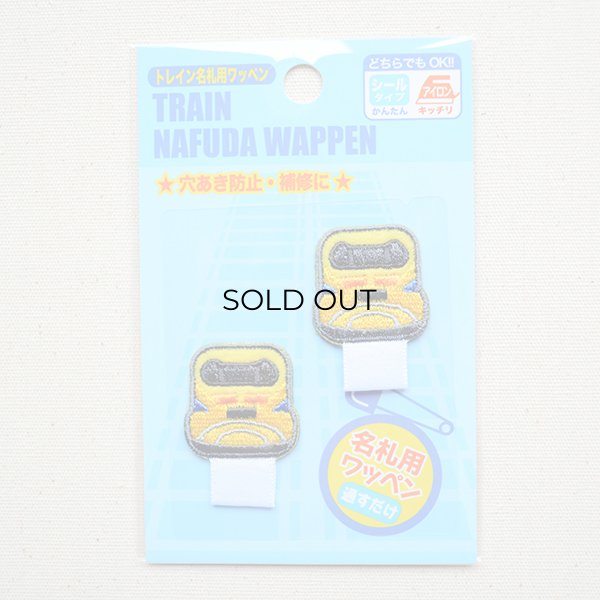 どちらでもOK!!
シール
タイプ
かんたん
アイロン
キッチリ
トレイン名札用ワッペン
TRAIN
NAFUDA WAPPEN
★穴あき防止・補修に★
SOLD OUT
名札用
ワッペン
通すだけ